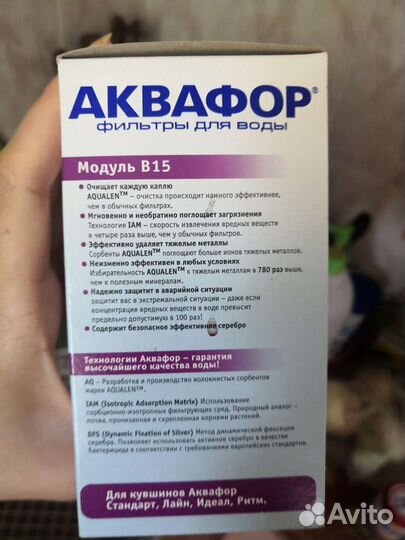 АКВАФОР®
фильтры для воды
Модуль В15
• Очищает каждую каплю
AQUALEN™ – очистка происходит намного эффективнее,
чем в обычных фильтрах.
• Мгновенно и необратимо поглощает загрязнения
Технология IAM – скорость извлечения вредных веществ
в четыре раза выше, чем у обычных фильтров.
• Эффективно удаляет тяжелые металлы
Сорбенты AQUALEN™ поглощают больше ионов тяжелых металлов.
• Неизменно эффективен в любых условиях
Избирательность AQUALEN™ к тяжелым металлам в 780 раз выше,
чем к полезным минералам.
• Надежно защитит в аварийной ситуации
защитит вас в экстремальной ситуации – даже если
концентрация вредных веществ в воде превысит
предельно допустимую в 100 раз!
• Содержит безопасное эффективное серебро
Технологии Аквафор – гарантия
высочайшего качества воды!
AQ – Разработка и производство волокнистых сорбентов
марки AQUALEN™.
IAM (Isotropic Adsorption Matrix) Использование
сорбционно-изотропных фильтрующих сред. Природный аналог –
почва, пронизанная и скрепленная корнями растений.
DFS (Dynamic Fixation of Silver) Метод динамической фиксации
серебра. Позволяет использовать активное серебро в качестве
бактерицида в соответствии с требованиями европейских стандартов.
Для кувшинов Аквафор
Стандарт, Лайн, Идеал, Ритм.
Avito